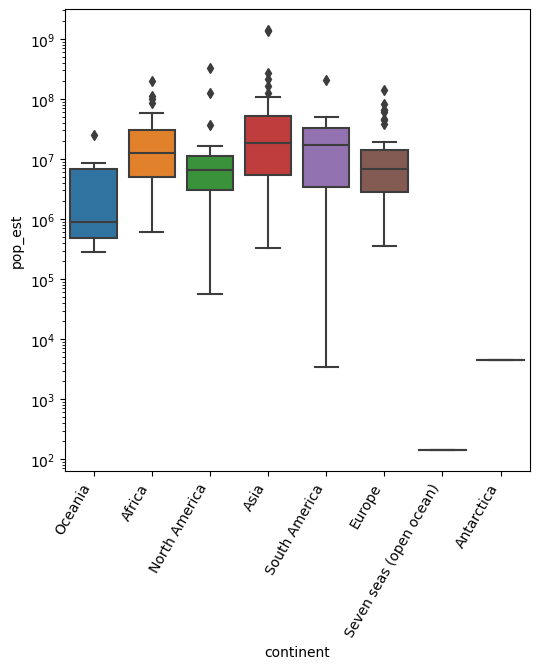 10⁹
10⁸
10⁷
10⁶
10⁵
10⁴
10³
10²
pop_est
Oceania
Africa
North America
Asia
South America
Europe
Seven seas (open ocean)
Antarctica
continent